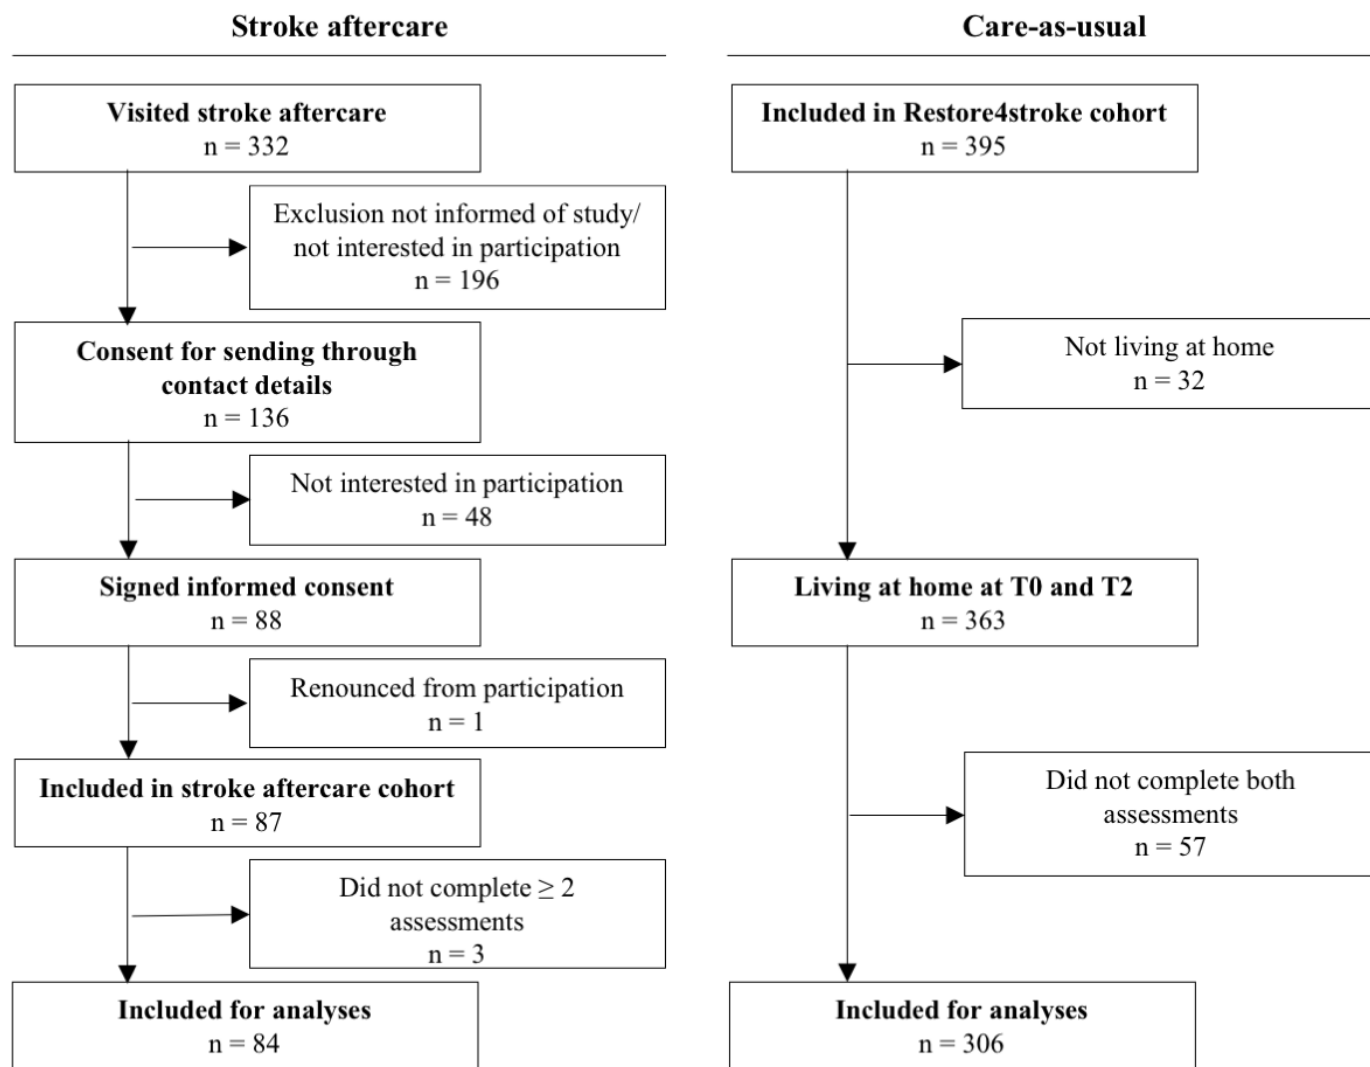 Stroke aftercare
Visited stroke aftercare
n = 332
Exclusion not informed of study/
not interested in participation
n = 196
Consent for sending through
contact details
n = 136
Not interested in participation
n = 48
Signed informed consent
n = 88
Renounced from participation
n = 1
Included in stroke aftercare cohort
n = 87
Did not complete ≥ 2
assessments
n = 3
Included for analyses
n = 84
Care-as-usual
Included in Restore4stroke cohort
n = 395
Not living at home
n = 32
Living at home at T0 and T2
n = 363
Did not complete both
assessments
n = 57
Included for analyses
n = 306